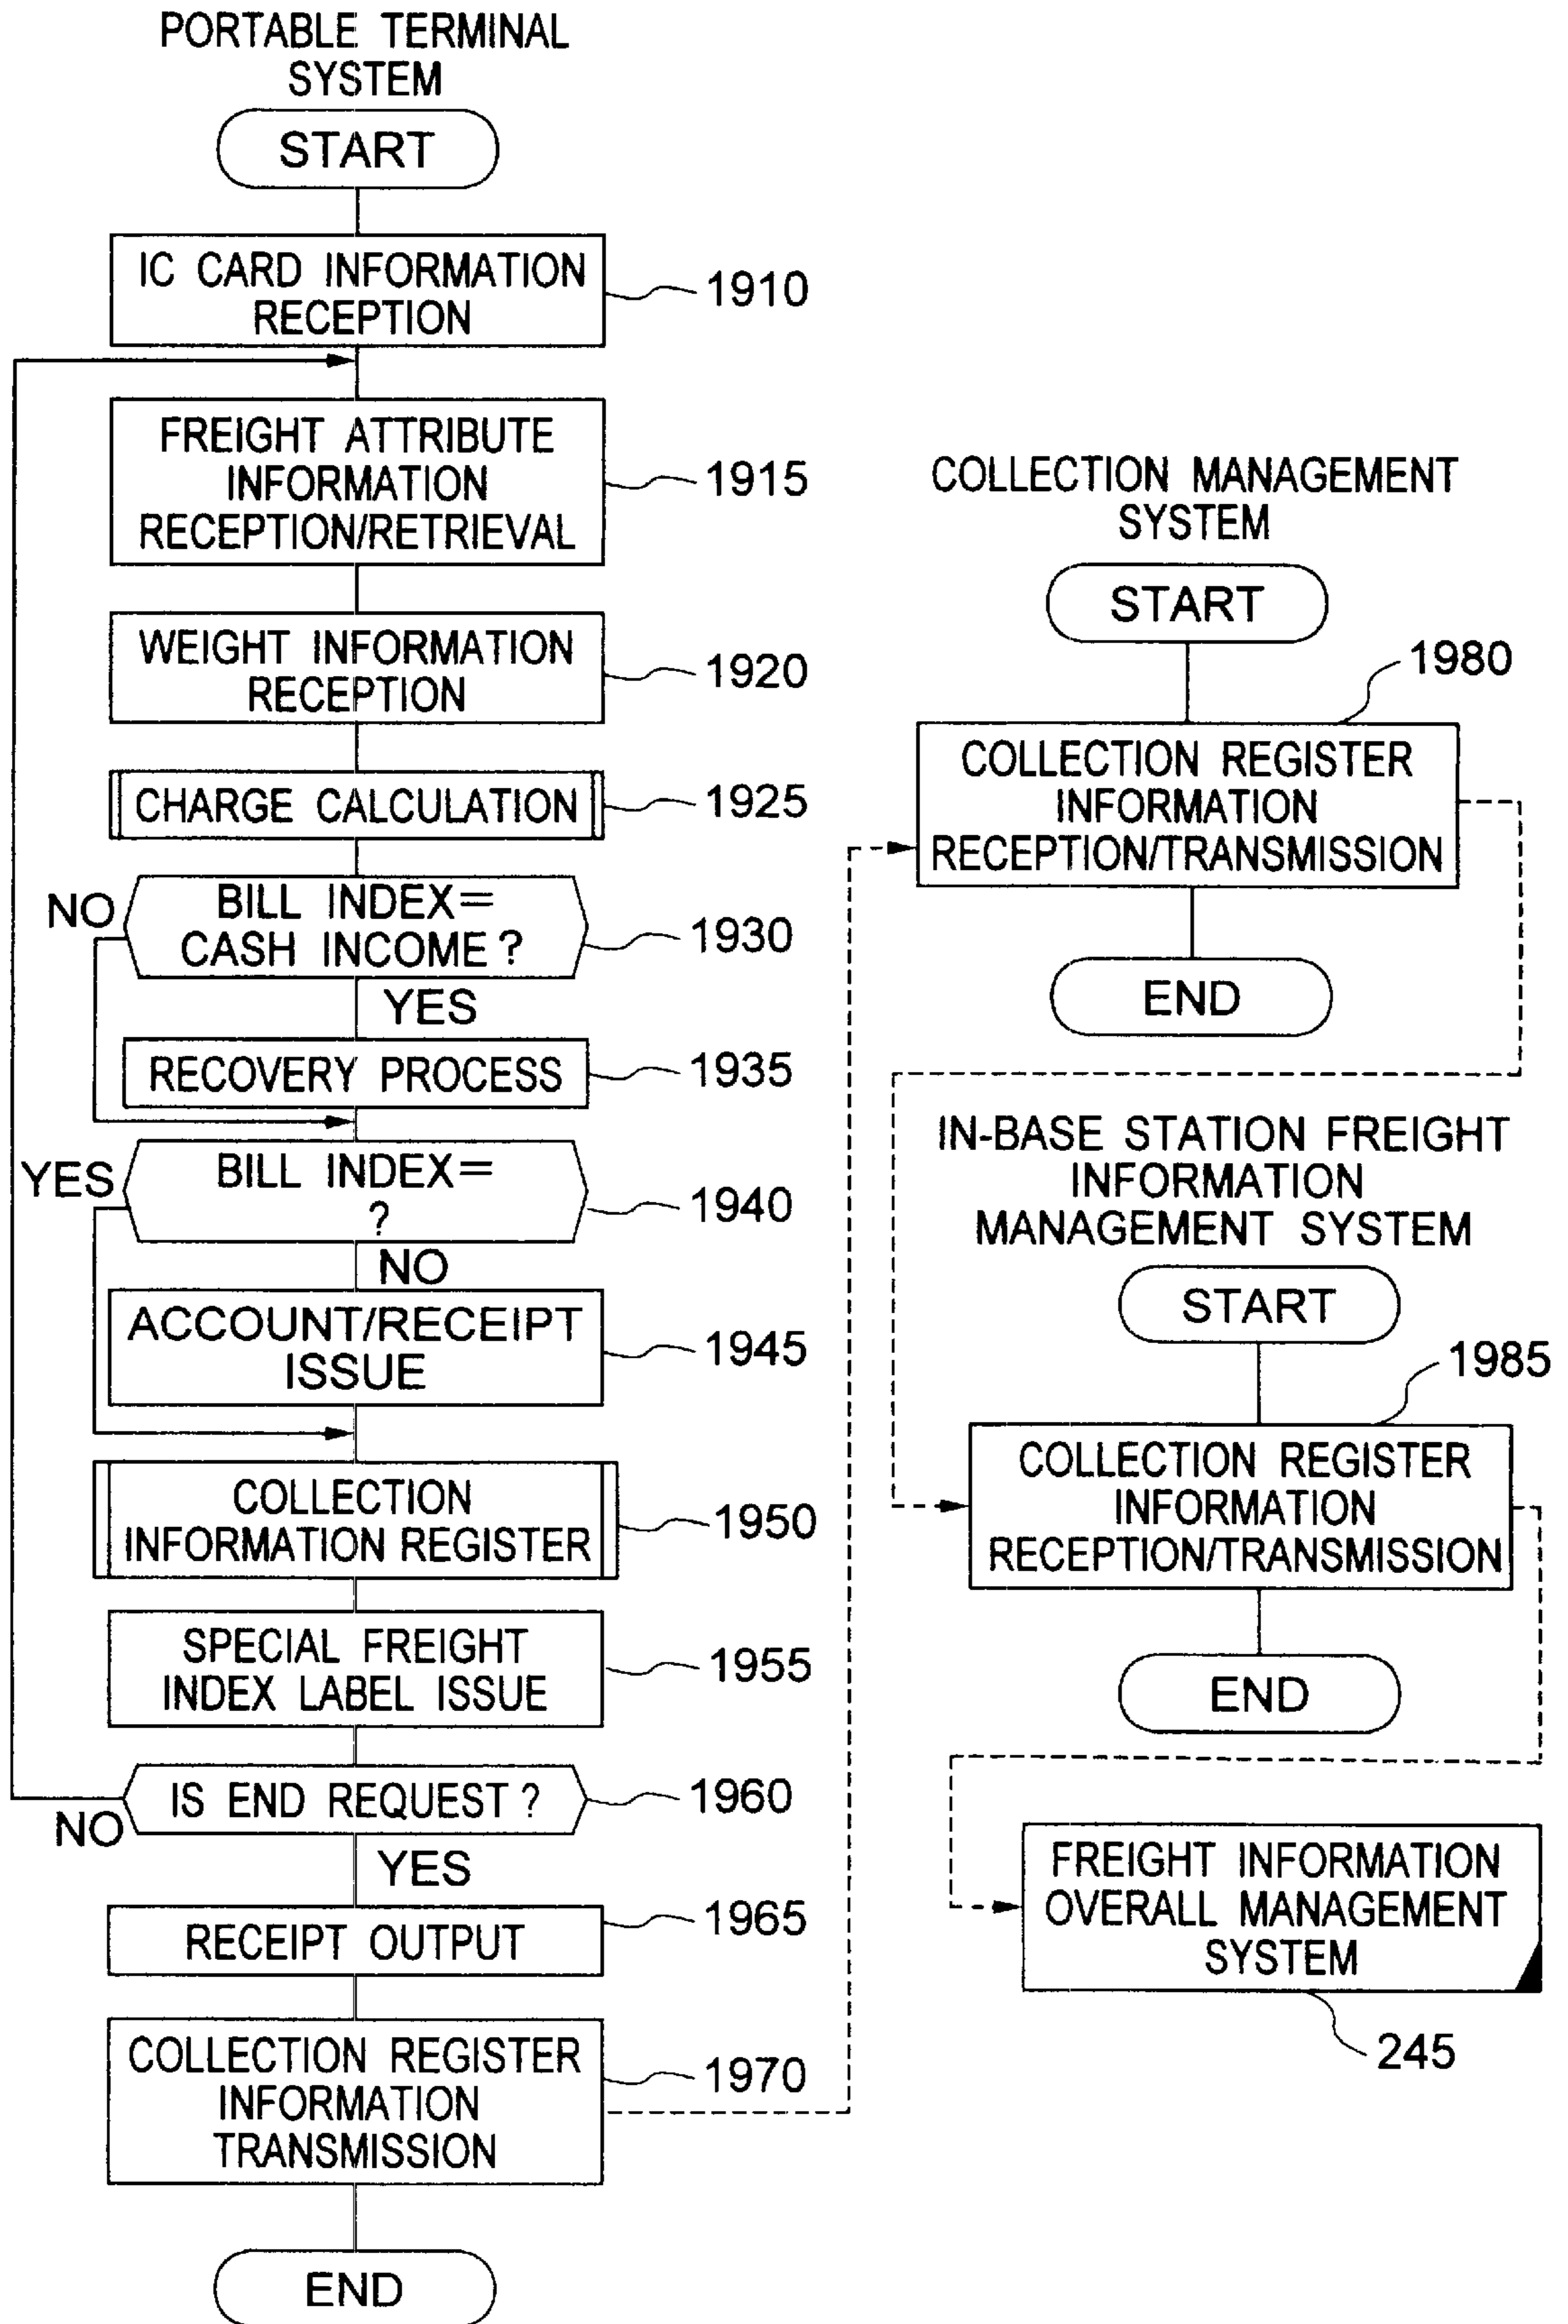 PORTABLE TERMINAL
SYSTEM
START
IC CARD INFORMATION
RECEPTION
1910
FREIGHT ATTRIBUTE
INFORMATION
RECEPTION/RETRIEVAL
1915
WEIGHT INFORMATION
RECEPTION
1920
CHARGE CALCULATION
1925
NO
BILL INDEX=
CASH INCOME?
1930
YES
RECOVERY PROCESS
1935
YES
BILL INDEX=
?
1940
NO
ACCOUNT/RECEIPT
ISSUE
1945
COLLECTION
INFORMATION REGISTER
1950
SPECIAL FREIGHT
INDEX LABEL ISSUE
1955
IS END REQUEST?
1960
NO
YES
RECEIPT OUTPUT
1965
COLLECTION REGISTER
INFORMATION
TRANSMISSION
1970
END
COLLECTION MANAGEMENT
SYSTEM
START
1980
COLLECTION REGISTER
INFORMATION
RECEPTION/TRANSMISSION
END
IN-BASE STATION FREIGHT
INFORMATION
MANAGEMENT SYSTEM
START
1985
COLLECTION REGISTER
INFORMATION
RECEPTION/TRANSMISSION
END
FREIGHT INFORMATION
OVERALL MANAGEMENT
SYSTEM
245